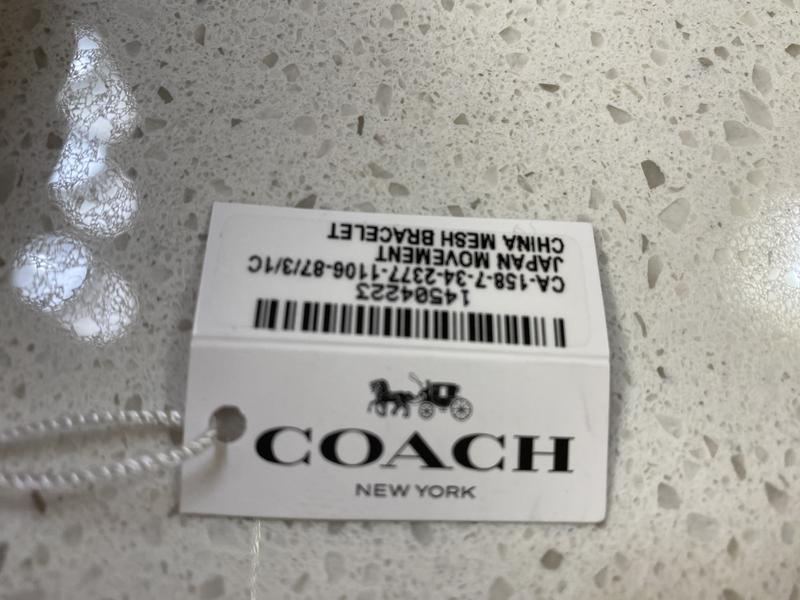 COACH
NEW YORK
14504223
CA-158-7-34-2377-1106-87/3/1C
JAPAN MOVEMENT
CHINA MESH BRACELET